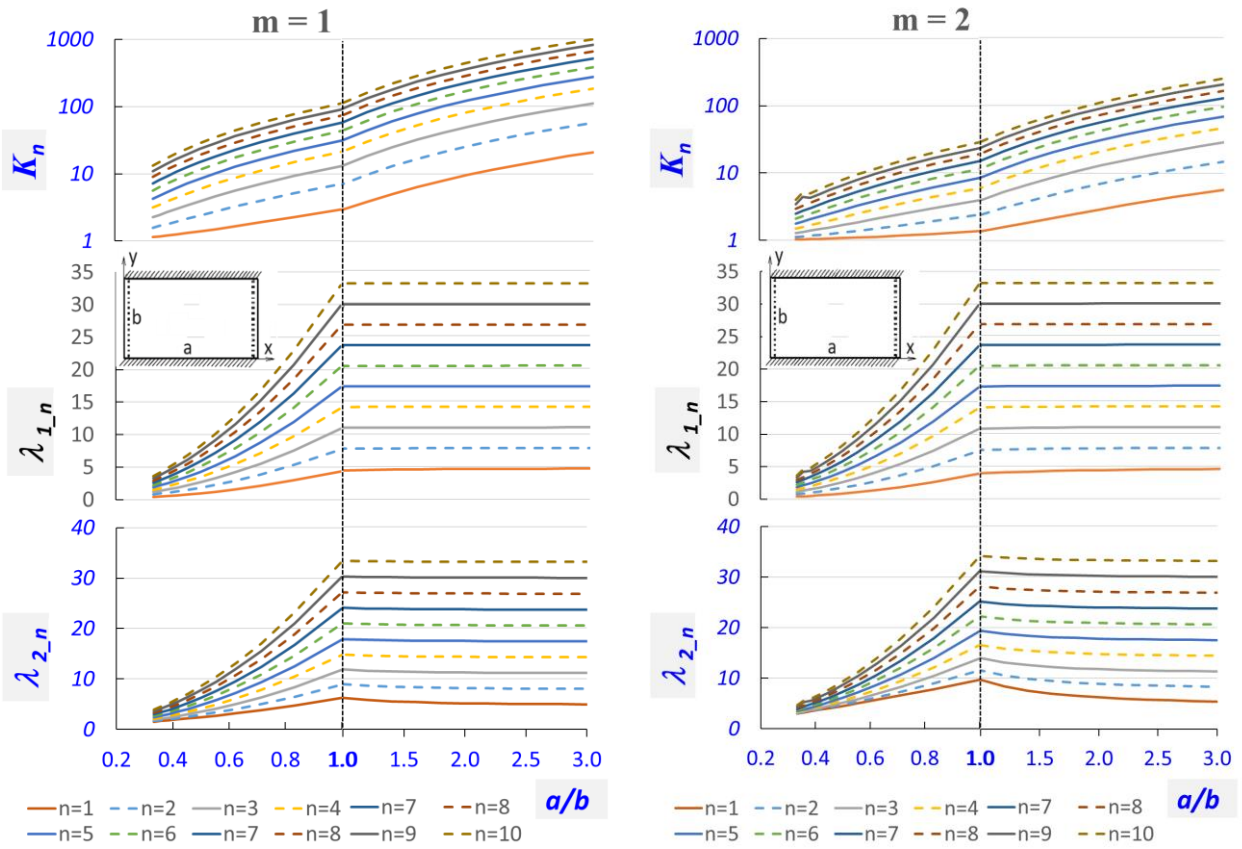 m = 1
1000
100
10
1
K_n
35
30
25
20
15
10
5
0
λ_1_n
y
b
a
x
40
30
20
10
0
λ_2_n
0.2 0.4 0.6 0.8 1.0 1.5 2.0 2.5 3.0
a/b
n=1 n=2 n=3 n=4 n=7 n=8
n=5 n=6 n=7 n=8 n=9 n=10
m = 2
1000
100
10
1
K_n
35
30
25
20
15
10
5
0
λ_1_n
y
b
a
x
40
30
20
10
0
λ_2_n
0.2 0.4 0.6 0.8 1.0 1.5 2.0 2.5 3.0
a/b
n=1 n=2 n=3 n=4 n=7 n=8
n=5 n=6 n=7 n=8 n=9 n=10